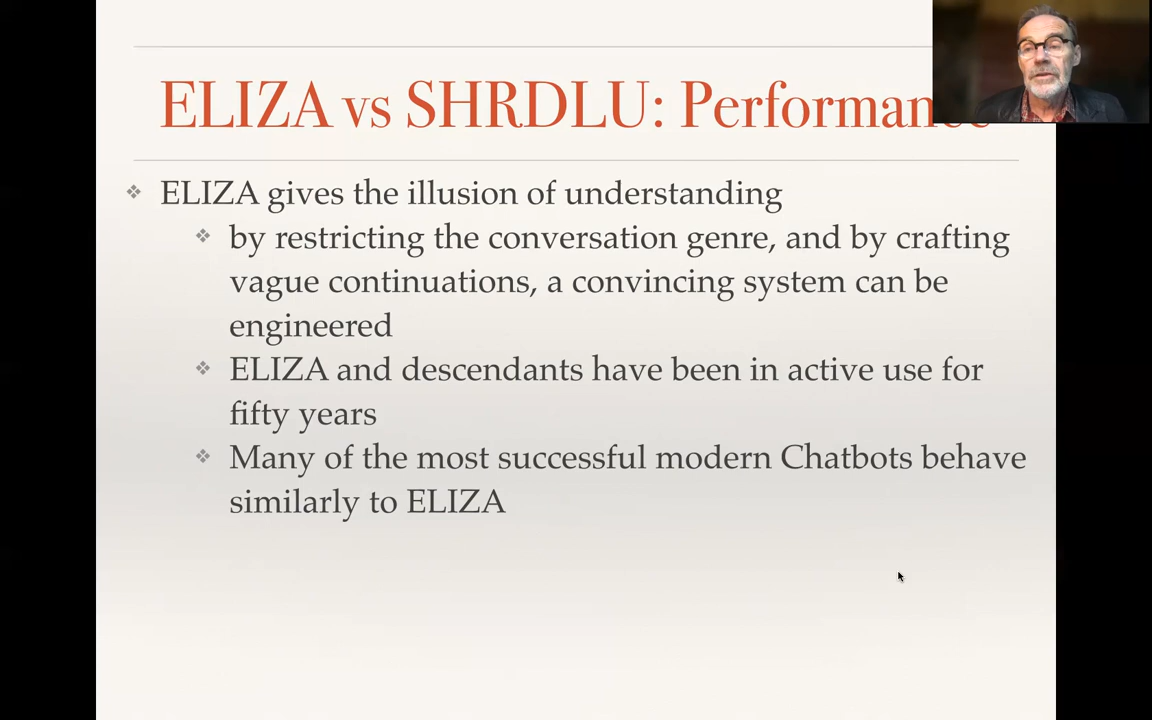 ELIZA vs SHRDLU: Performance
ELIZA gives the illusion of understanding
by restricting the conversation genre, and by crafting
vague continuations, a convincing system can be
engineered
ELIZA and descendants have been in active use for
fifty years
Many of the most successful modern Chatbots behave
similarly to ELIZA